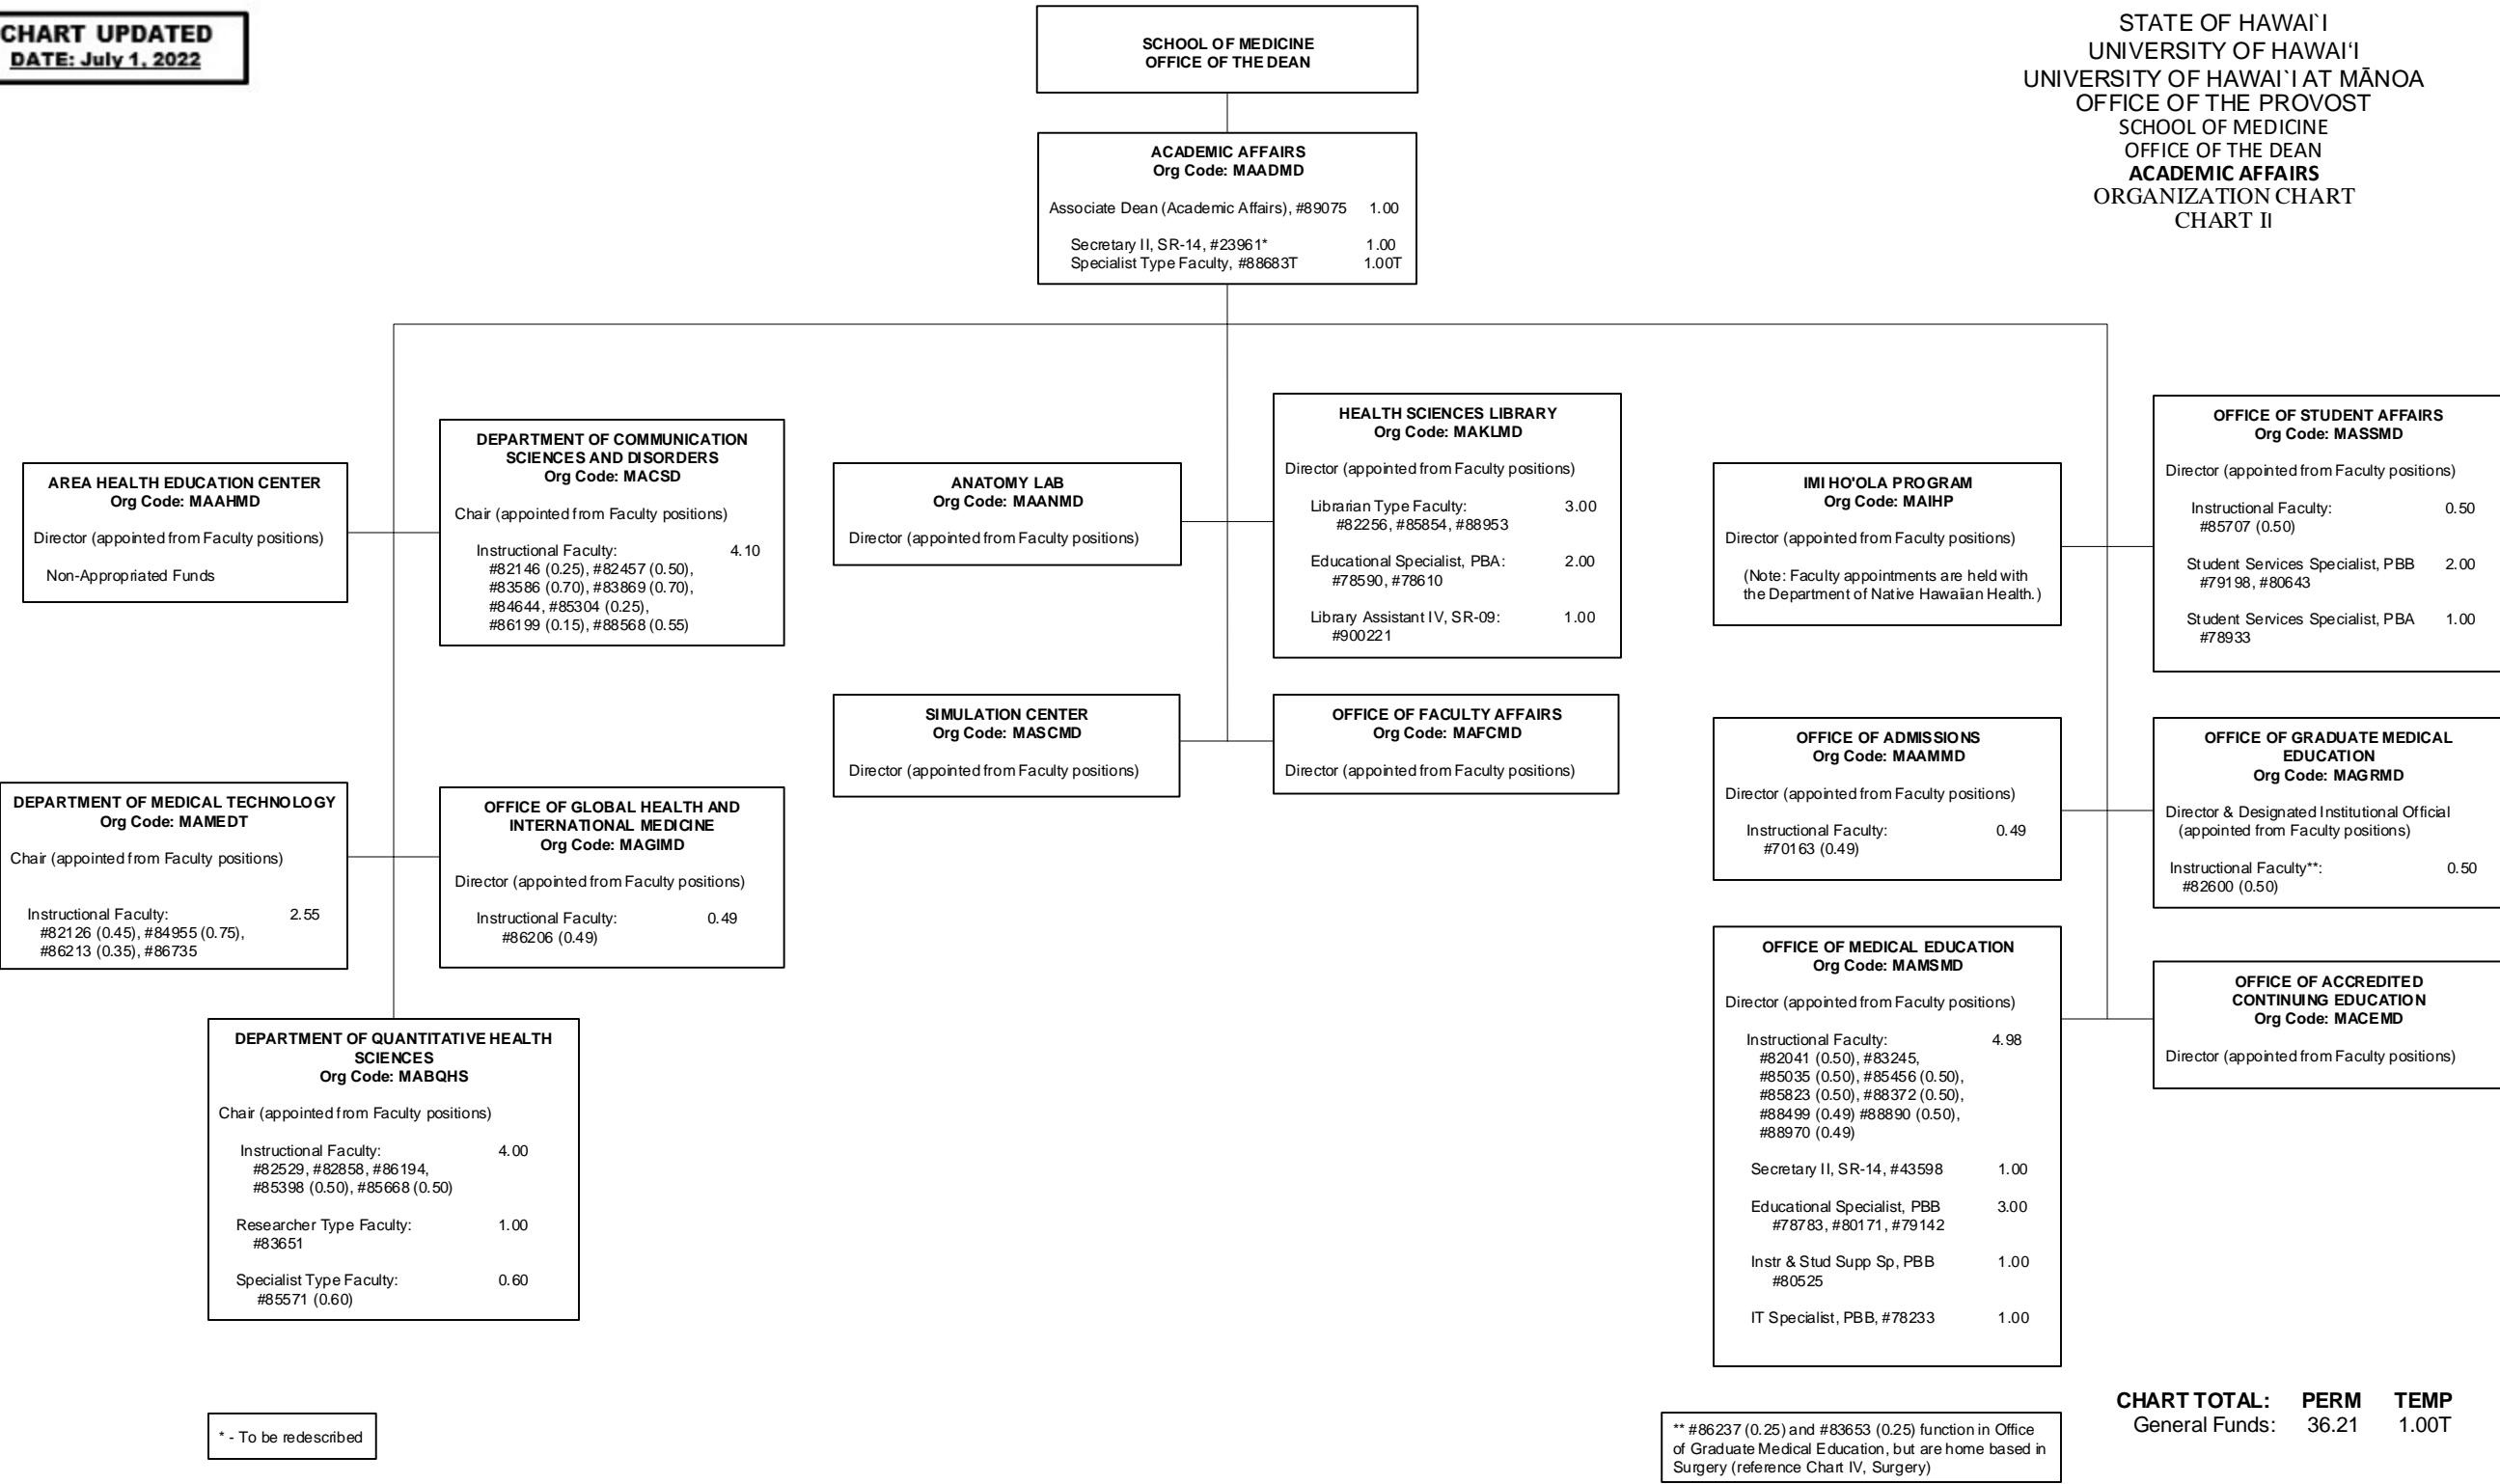 CHART UPDATED
DATE: July 1, 2022
SCHOOL OF MEDICINE
OFFICE OF THE DEAN
STATE OF HAWAI`I
UNIVERSITY OF HAWAI‘I
UNIVERSITY OF HAWAI`I AT MĀNOA
OFFICE OF THE PROVOST
SCHOOL OF MEDICINE
OFFICE OF THE DEAN
ACADEMIC AFFAIRS
ORGANIZATION CHART
CHART II
ACADEMIC AFFAIRS
Org Code: MAADMD
Associate Dean (Academic Affairs), #89075 1.00
Secretary II, SR-14, #23961* 1.00
Specialist Type Faculty, #88683T 1.00T
AREA HEALTH EDUCATION CENTER
Org Code: MAAHMD
Director (appointed from Faculty positions)
Non-Appropriated Funds
DEPARTMENT OF COMMUNICATION
SCIENCES AND DISORDERS
Org Code: MACSD
Chair (appointed from Faculty positions)
Instructional Faculty: 4.10
#82146 (0.25), #82457 (0.50),
#83586 (0.70), #83869 (0.70),
#84644, #85304 (0.25),
#86199 (0.15), #88568 (0.55)
ANATOMY LAB
Org Code: MAANMD
Director (appointed from Faculty positions)
HEALTH SCIENCES LIBRARY
Org Code: MAKLMD
Director (appointed from Faculty positions)
Librarian Type Faculty: 3.00
#82256, #85854, #88953
Educational Specialist, PBA: 2.00
#78590, #78610
Library Assistant IV, SR-09: 1.00
#900221
IMI HO'OLA PROGRAM
Org Code: MAIHP
Director (appointed from Faculty positions)
(Note: Faculty appointments are held with
the Department of Native Hawaiian Health.)
OFFICE OF STUDENT AFFAIRS
Org Code: MASSMD
Director (appointed from Faculty positions)
Instructional Faculty: 0.50
#85707 (0.50)
Student Services Specialist, PBB 2.00
#79198, #80643
Student Services Specialist, PBA 1.00
#78933
DEPARTMENT OF MEDICAL TECHNOLOGY
Org Code: MAMEDT
Chair (appointed from Faculty positions)
Instructional Faculty: 2.55
#82126 (0.45), #84955 (0.75),
#86213 (0.35), #86735
OFFICE OF GLOBAL HEALTH AND
INTERNATIONAL MEDICINE
Org Code: MAGIMD
Director (appointed from Faculty positions)
Instructional Faculty: 0.49
#86206 (0.49)
SIMULATION CENTER
Org Code: MASCMD
Director (appointed from Faculty positions)
OFFICE OF FACULTY AFFAIRS
Org Code: MAFCMD
Director (appointed from Faculty positions)
OFFICE OF ADMISSIONS
Org Code: MAAMMD
Director (appointed from Faculty positions)
Instructional Faculty: 0.49
#70163 (0.49)
OFFICE OF GRADUATE MEDICAL
EDUCATION
Org Code: MAGRMD
Director & Designated Institutional Official
(appointed from Faculty positions)
Instructional Faculty**: 0.50
#82600 (0.50)
DEPARTMENT OF QUANTITATIVE HEALTH
SCIENCES
Org Code: MABQHS
Chair (appointed from Faculty positions)
Instructional Faculty: 4.00
#82529, #82858, #86194,
#85398 (0.50), #85668 (0.50)
Researcher Type Faculty: 1.00
#83651
Specialist Type Faculty: 0.60
#85571 (0.60)
OFFICE OF MEDICAL EDUCATION
Org Code: MAMSMD
Director (appointed from Faculty positions)
Instructional Faculty: 4.98
#82041 (0.50), #83245,
#85035 (0.50), #85456 (0.50),
#85823 (0.50), #88372 (0.50),
#88499 (0.49) #88890 (0.50),
#88970 (0.49)
Secretary II, SR-14, #43598 1.00
Educational Specialist, PBB 3.00
#78783, #80171, #79142
Instr & Stud Supp Sp, PBB 1.00
#80525
IT Specialist, PBB, #78233 1.00
OFFICE OF ACCREDITED
CONTINUING EDUCATION
Org Code: MACEMD
Director (appointed from Faculty positions)
* - To be redescribed
** #86237 (0.25) and #83653 (0.25) function in Office
of Graduate Medical Education, but are home based in
Surgery (reference Chart IV, Surgery)
CHART TOTAL: PERM TEMP
General Funds: 36.21 1.00T